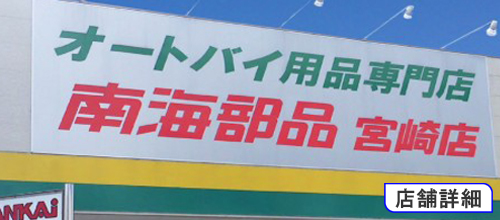 オートバイ用品専門店
南海部品 宮崎店
ANKAi
店舗詳細